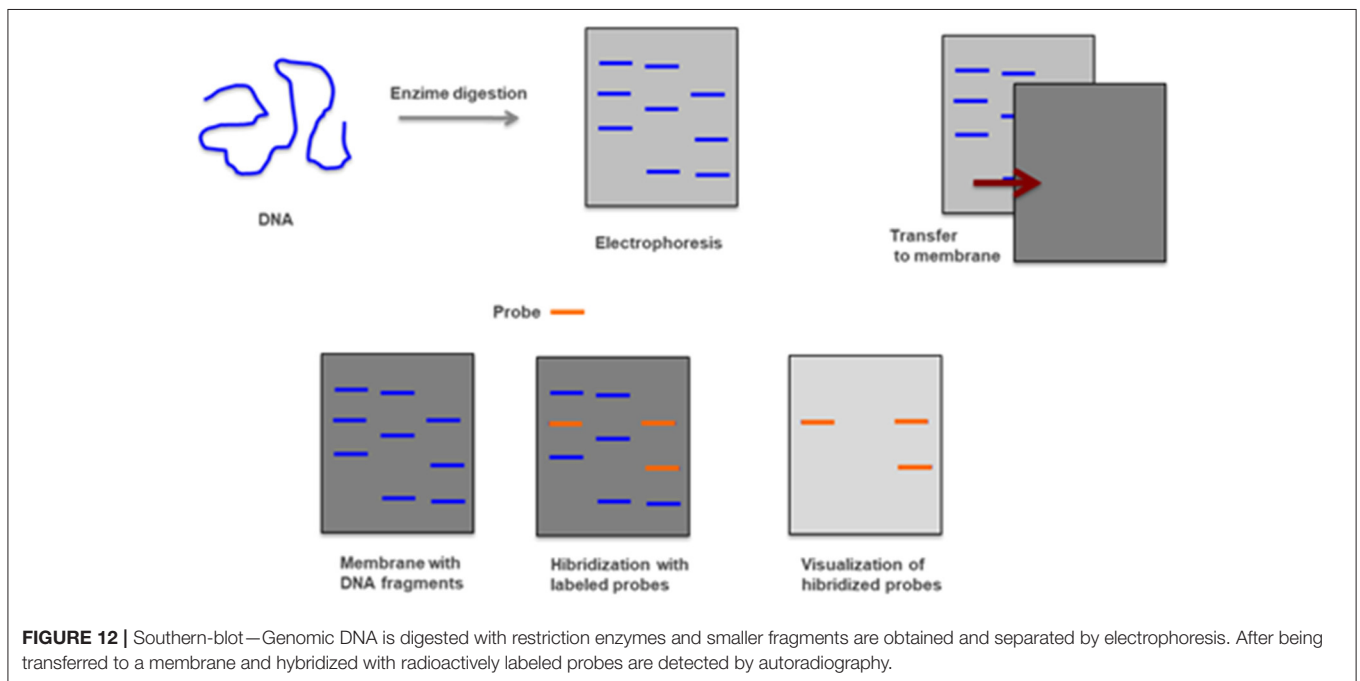 Enzime digestion
DNA
Electrophoresis
Transfer
to membrane
Probe
Membrane with
DNA fragments
Hibridization with
labeled probes
Visualization of
hibridized probes
FIGURE 12 | Southern-blot—Genomic DNA is digested with restriction enzymes and smaller fragments are obtained and separated by electrophoresis. After being
transferred to a membrane and hybridized with radioactively labeled probes are detected by autoradiography.